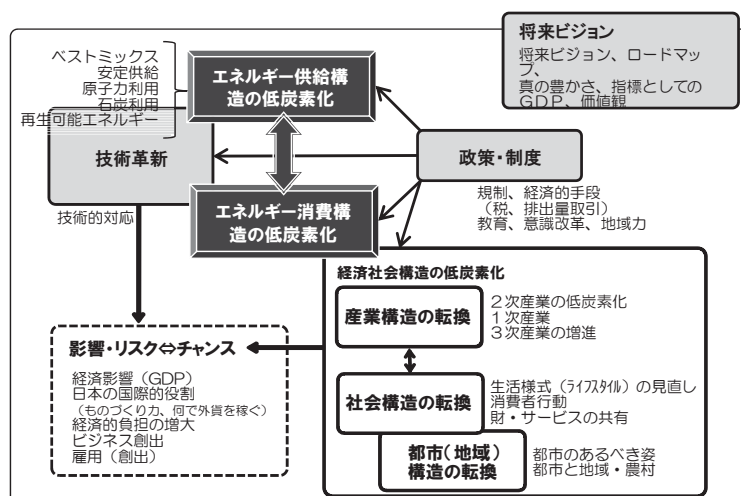 将来ビジョン
将来ビジョン、ロードマッ
プ、
真の豊かさ、指標としての
ＧＤＰ、価値観
ベストミックス
安定供給
原子力利用
石炭利用
再生可能エネルギー
エネルギー供給構
造の低炭素化
技術革新
政策・制度
エネルギー消費構
造の低炭素化
技術的対応
規制、経済的手段
（税、排出量取引）
教育、意識改革、地域力
経済社会構造の低炭素化
産業構造の転換
２次産業の低炭素化
１次産業
３次産業の増進
影響・リスク⇔チャンス
経済影響（GDP）
日本の国際的役割
（ものづくり力、何で外貨を稼ぐ）
経済的負担の増大
ビジネス創出
雇用（創出）
社会構造の転換
生活様式（ﾗｲﾌｽﾀｲﾙ）の見直し
消費者行動
財・サービスの共有
都市（地域）
構造の転換
都市のあるべき姿
都市と地域・農村